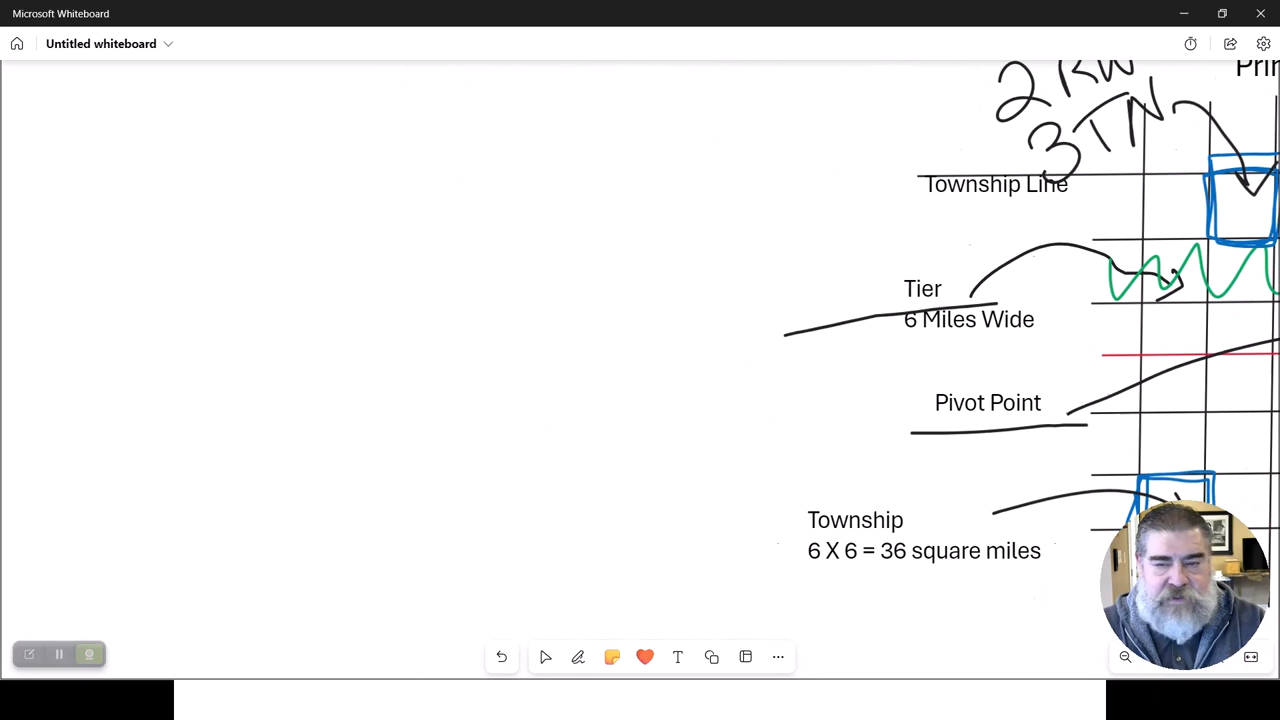 Microsoft Whiteboard
Untitled whiteboard
2 RW
Prin
3 TN
Township Line
Tier
6 Miles Wide
Pivot Point
Township
6 X 6 = 36 square miles